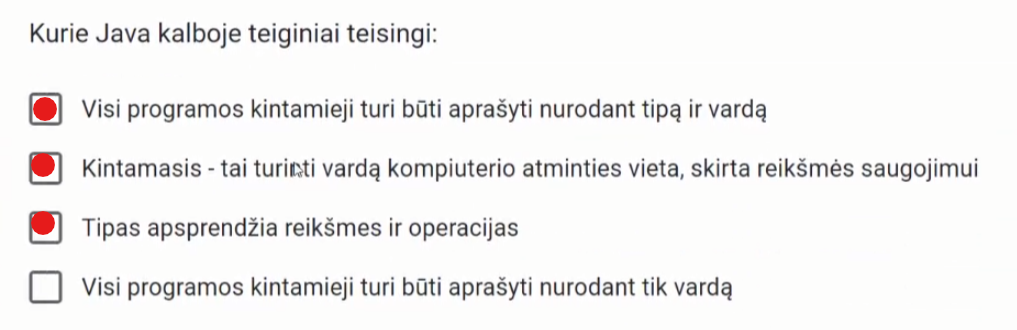 Kurie Java kalboje teiginiai teisingi:
Visi programos kintamieji turi būti aprašyti nurodant tipą ir vardą
Kintamasis - tai turinti vardą kompiuterio atminties vieta, skirta reikšmės saugojimui
Tipas apsprendžia reikšmes ir operacijas
Visi programos kintamieji turi būti aprašyti nurodant tik vardą